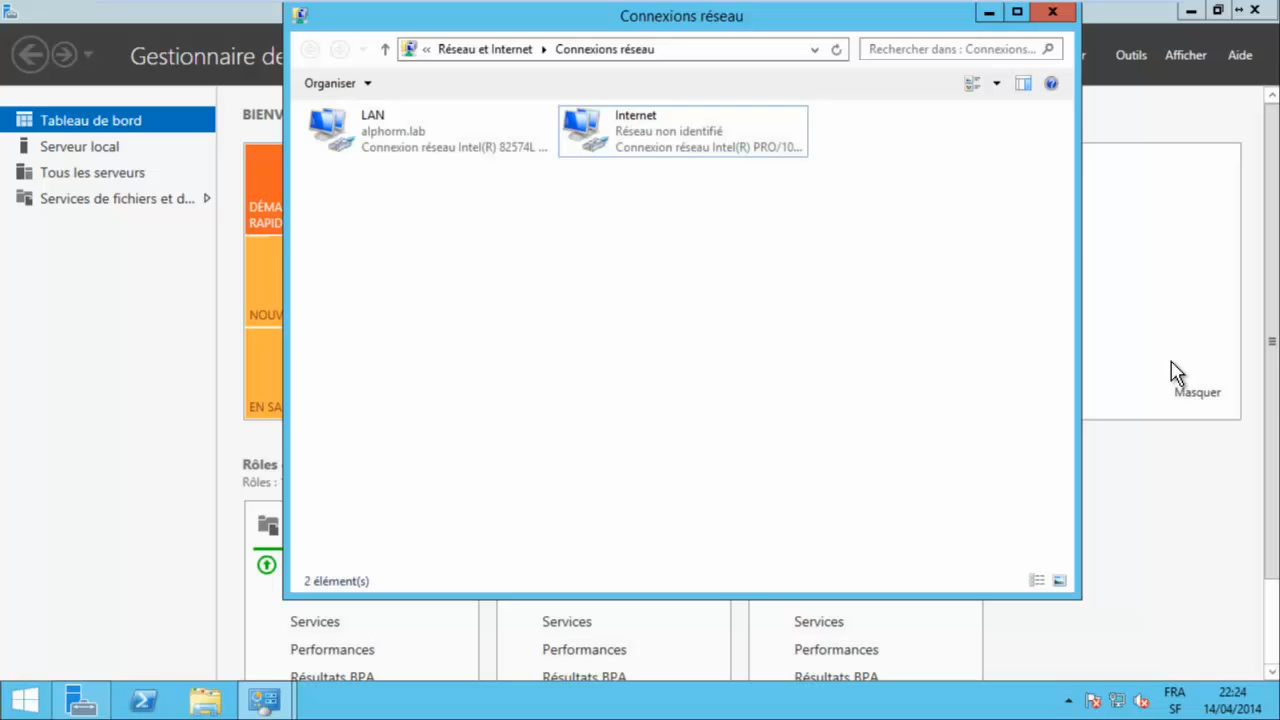 Connexions réseau
« Réseau et Internet Connexions réseau
Rechercher dans : Connexions...
Gestionnaire de
Outils Afficher Aide
Organiser
Tableau de bord
Serveur local
Tous les serveurs
Services de fichiers et d...
BIENV
LAN
alphorm.lab
Connexion réseau Intel(R) 82574L ...
Internet
Réseau non identifié
Connexion réseau Intel(R) PRO/10...
DÉMA
RAPID
NOUV
EN SA
Masquer
Rôles
Rôles :
2 élément(s)
Services Services Services
Performances Performances Performances
Résultats BPA Résultats BPA Résultats BPA
FRA
SF
22:24
14/04/2014